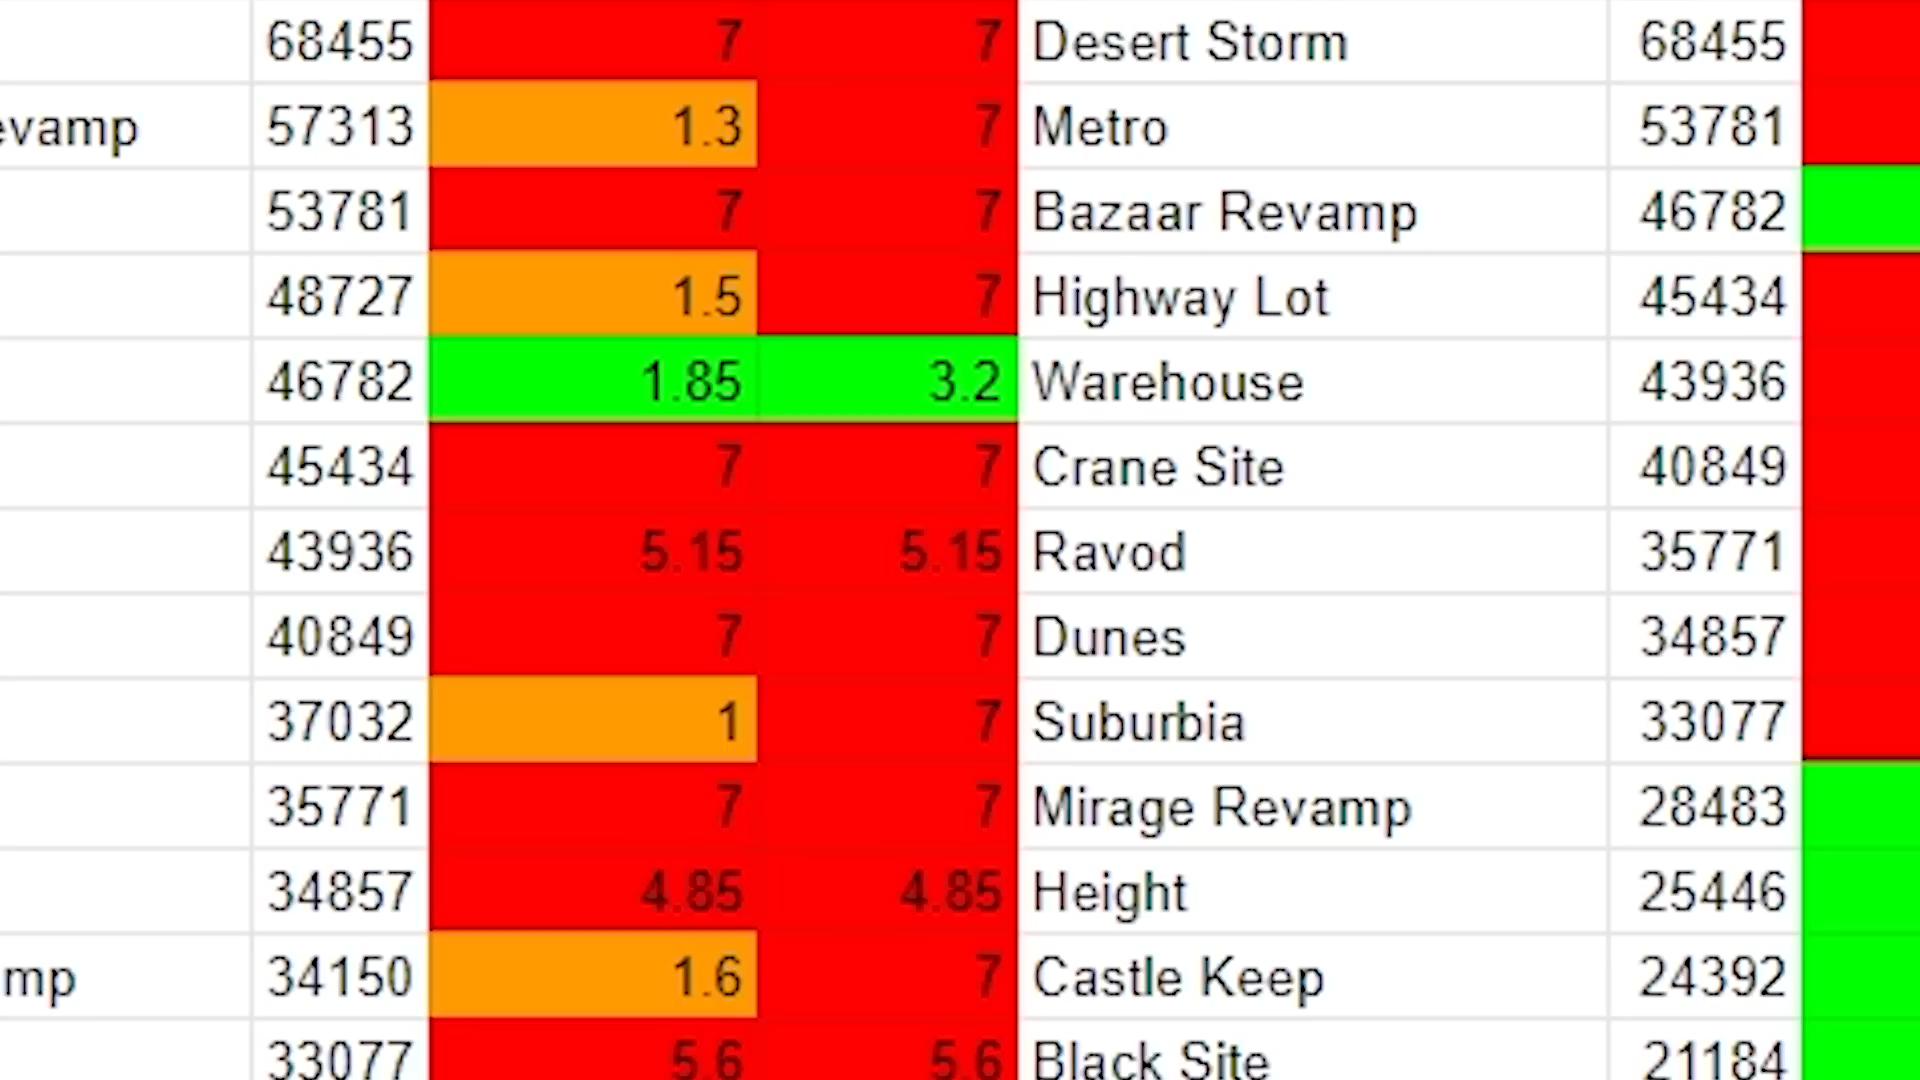 68455 7 7 Desert Storm 68455
evamp 57313 1.3 7 Metro 53781
53781 7 7 Bazaar Revamp 46782
48727 1.5 7 Highway Lot 45434
46782 1.85 3.2 Warehouse 43936
45434 7 7 Crane Site 40849
43936 5.15 5.15 Ravod 35771
40849 7 7 Dunes 34857
37032 1 7 Suburbia 33077
35771 7 7 Mirage Revamp 28483
34857 4.85 4.85 Height 25446
mp 34150 1.6 7 Castle Keep 24392
33077 5.6 5.6 Black Site 21184